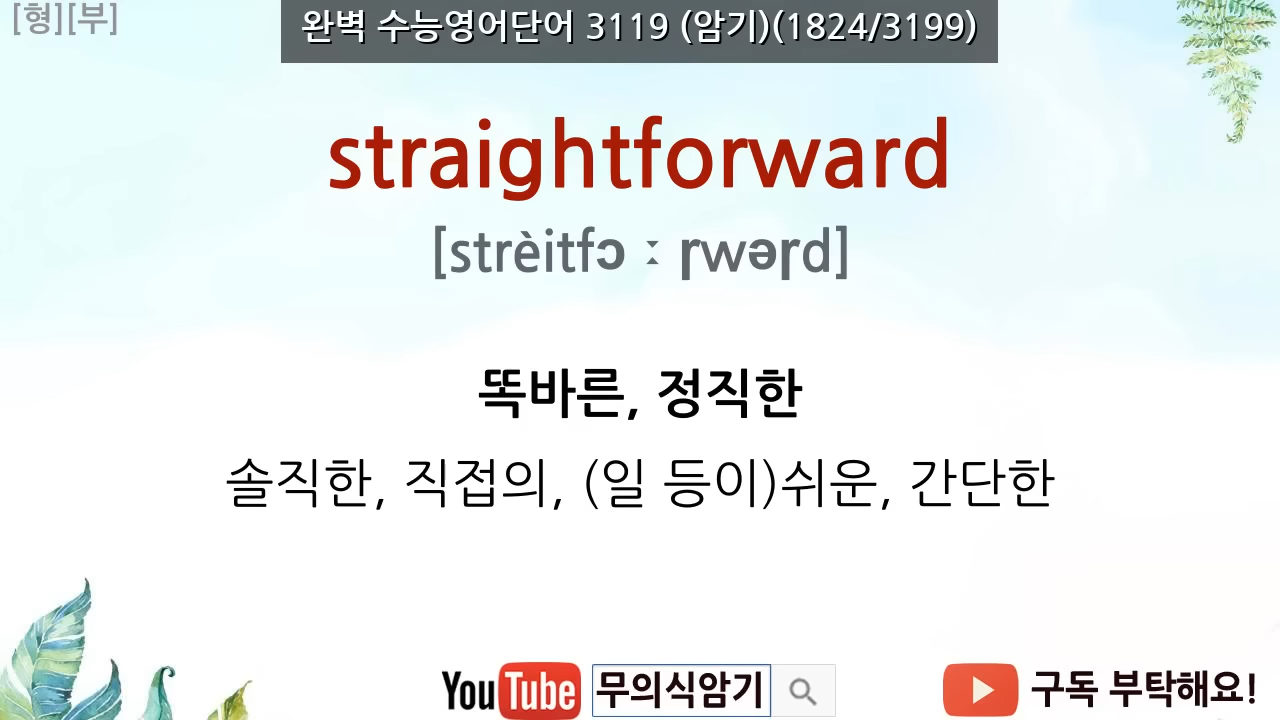 [형][부]
완벽 수능영어단어 3119 (암기)(1824/3199)
straightforward
[strèitfɔːrwərd]
똑바른, 정직한
솔직한, 직접의, (일 등이)쉬운, 간단한
YouTube 무의식암기
구독 부탁해요!